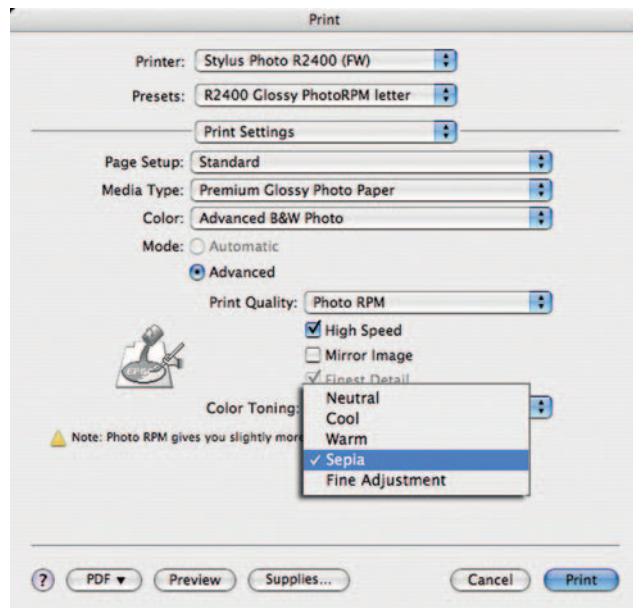 Print
Printer: Stylus Photo R2400 (FW)
Presets: R2400 Glossy PhotoRPM letter
Print Settings
Page Setup: Standard
Media Type: Premium Glossy Photo Paper
Color: Advanced B&W Photo
Mode: Automatic
Advanced
Print Quality: Photo RPM
High Speed
Mirror Image
Finest Detail
Color Toning:
Neutral
Cool
Warm
✓ Sepia
Fine Adjustment
Note: Photo RPM gives you slightly more
? PDF ▼ Preview Supplies... Cancel Print